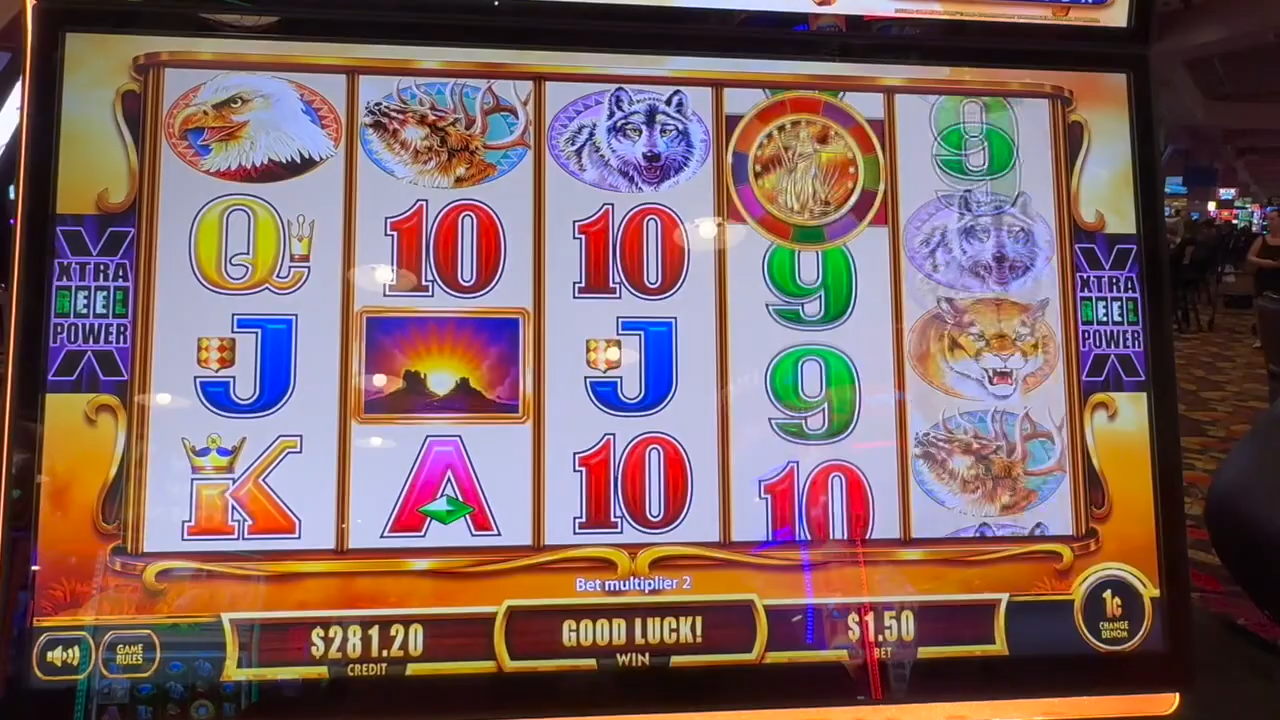 9
Q 10 10
9
XTRA
REEL
POWER
XTRA
REEL
POWER
J J 9
K A 10 10
Bet multiplier 2
$281.20
CREDIT
GOOD LUCK!
WIN
$1.50
BET
1¢
CHANGE
DENOM
GAME
RULES